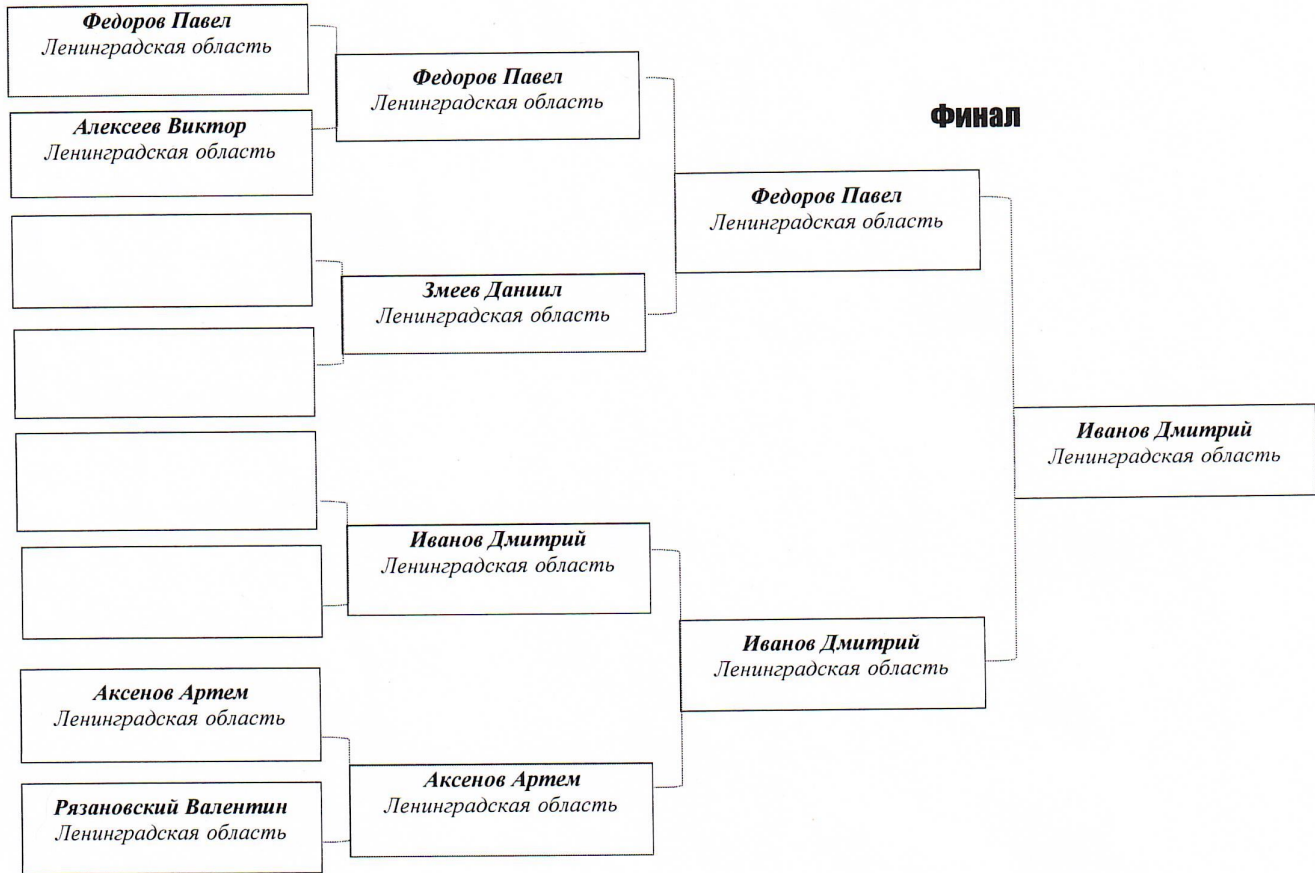 Федоров Павел
Ленинградская область
Алексеев Виктор
Ленинградская область
Аксенов Артем
Ленинградская область
Рязановский Валентин
Ленинградская область
Федоров Павел
Ленинградская область
Змеев Даниил
Ленинградская область
Иванов Дмитрий
Ленинградская область
Аксенов Артем
Ленинградская область
Финал
Федоров Павел
Ленинградская область
Иванов Дмитрий
Ленинградская область
Иванов Дмитрий
Ленинградская область